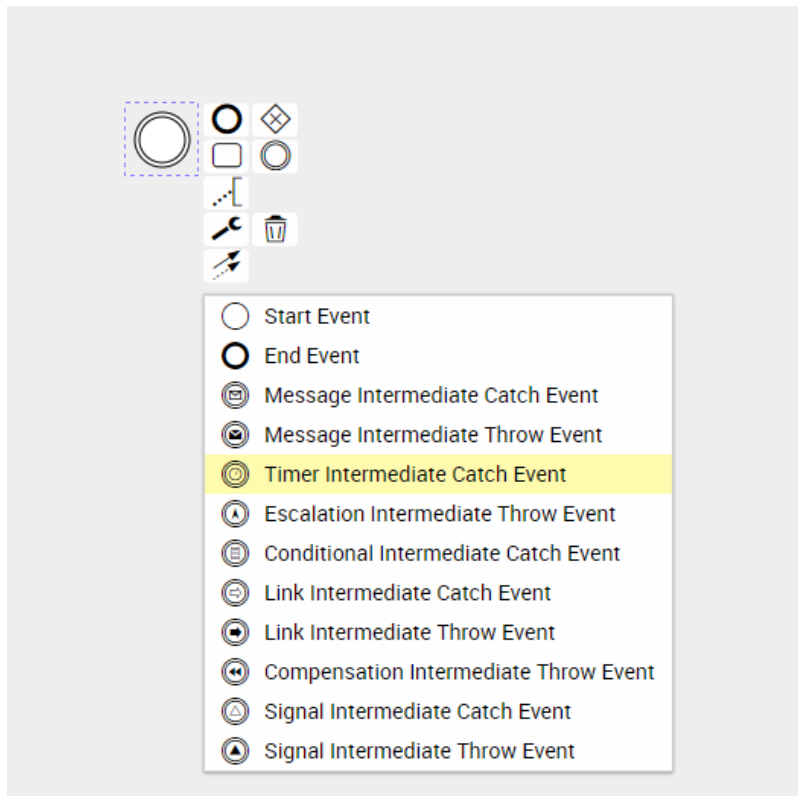 Start Event
End Event
Message Intermediate Catch Event
Message Intermediate Throw Event
Timer Intermediate Catch Event
Escalation Intermediate Throw Event
Conditional Intermediate Catch Event
Link Intermediate Catch Event
Link Intermediate Throw Event
Compensation Intermediate Throw Event
Signal Intermediate Catch Event
Signal Intermediate Throw Event